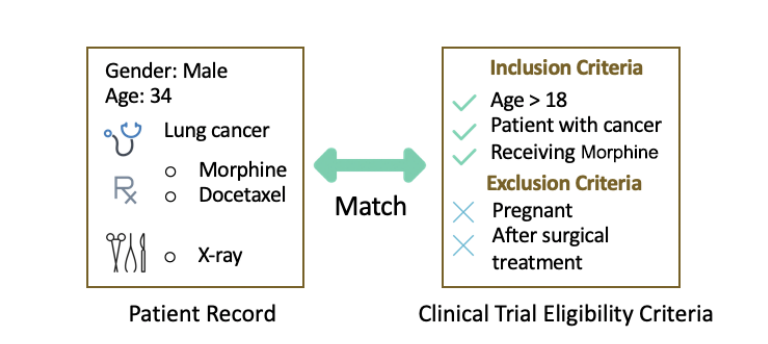 Gender: Male
Age: 34
Lung cancer
Rx
Morphine
Docetaxel
X-ray
Patient Record
Match
Inclusion Criteria
Age > 18
Patient with cancer
Receiving Morphine
Exclusion Criteria
Pregnant
After surgical
treatment
Clinical Trial Eligibility Criteria